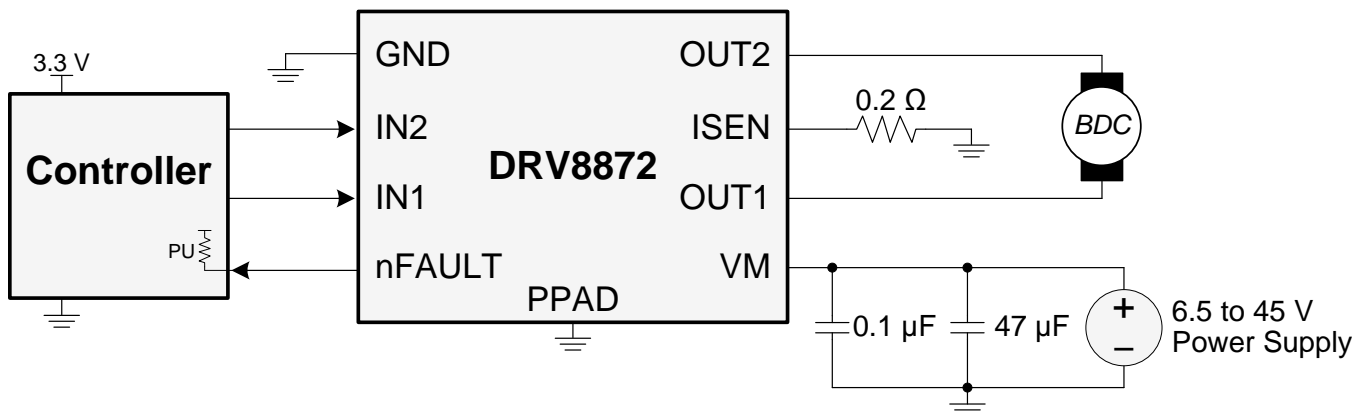 3.3 V
Controller
PU
GND
IN2
IN1
nFAULT
DRV8872
PPAD
OUT2
ISEN
OUT1
VM
0.2 Ω
BDC
0.1 µF
47 µF
+
–
6.5 to 45 V
Power Supply